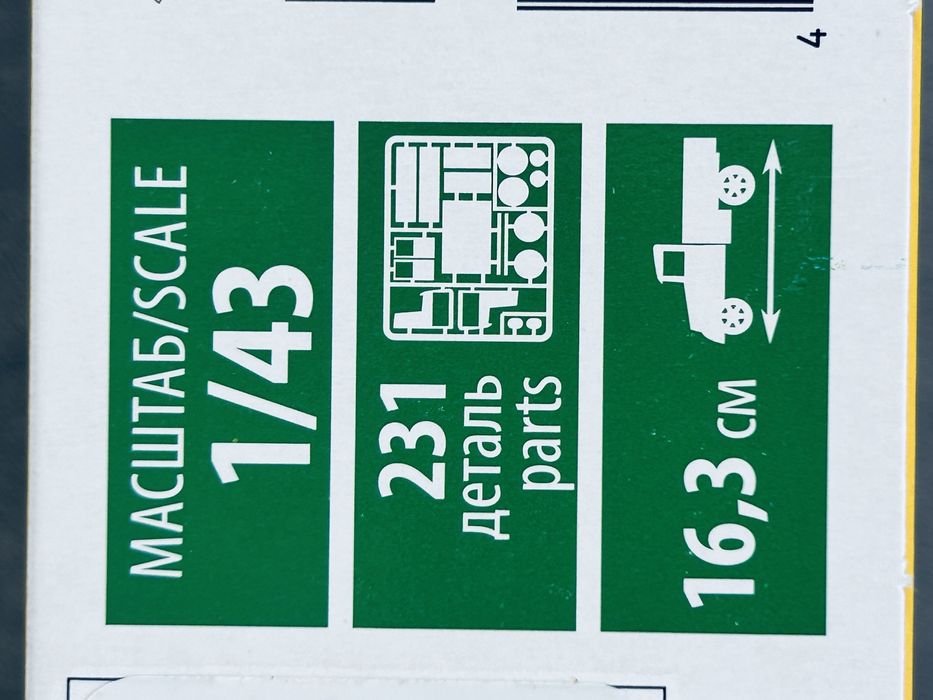 МАСШТАБ/SCALE
1/43
231
деталь
parts
16,3 см
4